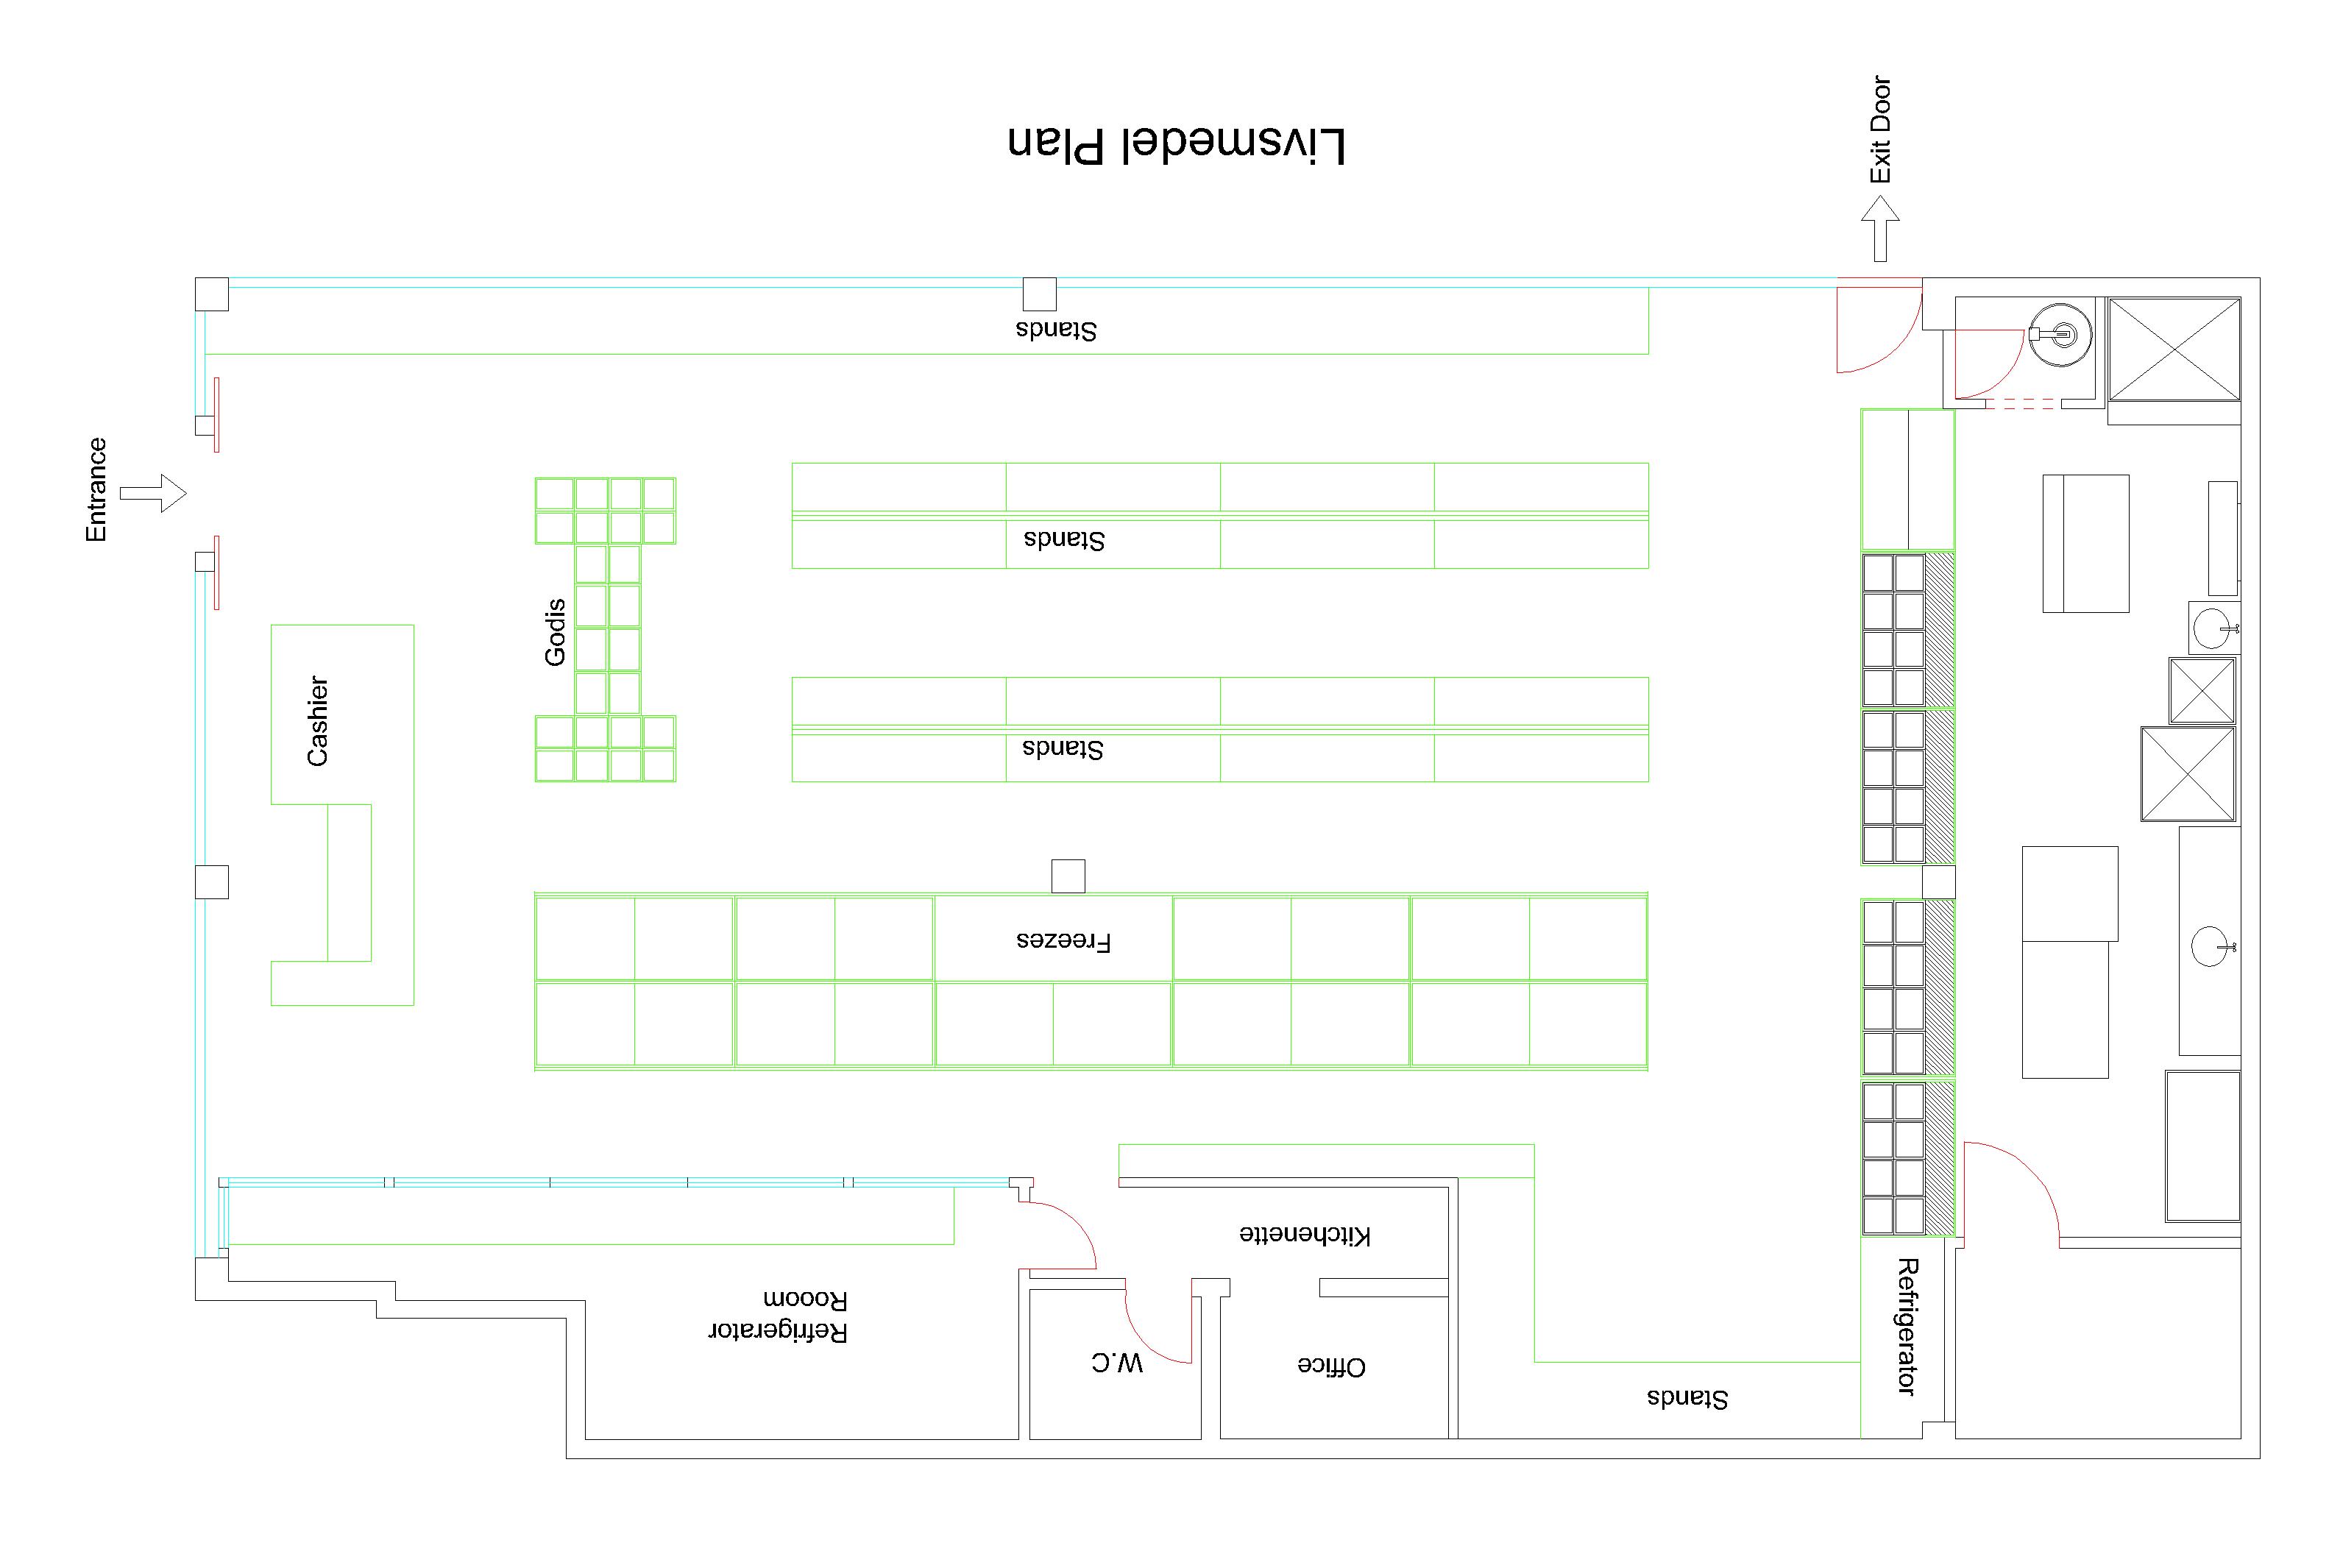 Stands
Refrigerator
Office
W.C
Refrigerator
Rooom
Kitchenette
Freezes
Stands
Cashier
Godis
Stands
Entrance
Stands
Exit Door
Livsmedel Plan